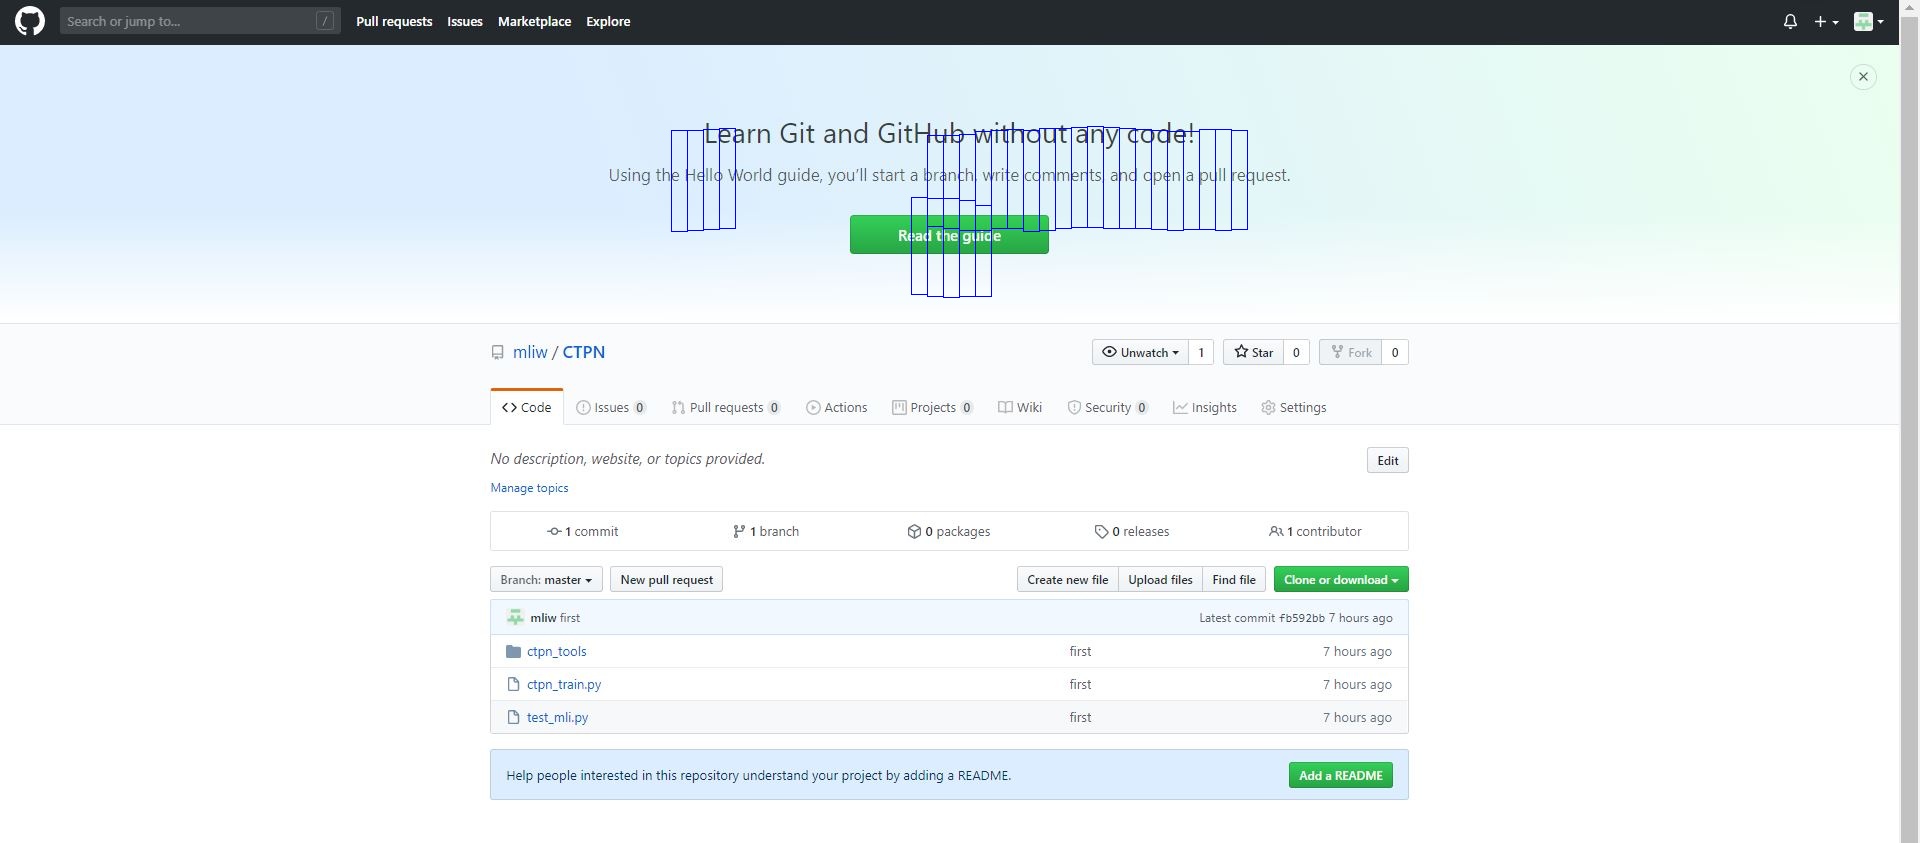 Search or jump to... /
Pull requests Issues Marketplace Explore
Learn Git and GitHub without any code!
Using the Hello World guide, you’ll start a branch, write comments, and open a pull request.
Read the guide
mliw / CTPN
Unwatch 1 Star 0 Fork 0
Code Issues 0 Pull requests 0 Actions Projects 0 Wiki Security 0 Insights Settings
No description, website, or topics provided. Edit
Manage topics
1 commit 1 branch 0 packages 0 releases 1 contributor
Branch: master New pull request Create new file Upload files Find file Clone or download
mliw first Latest commit fb592bb 7 hours ago
ctpn_tools first 7 hours ago
ctpn_train.py first 7 hours ago
test_mli.py first 7 hours ago
Help people interested in this repository understand your project by adding a README. Add a README